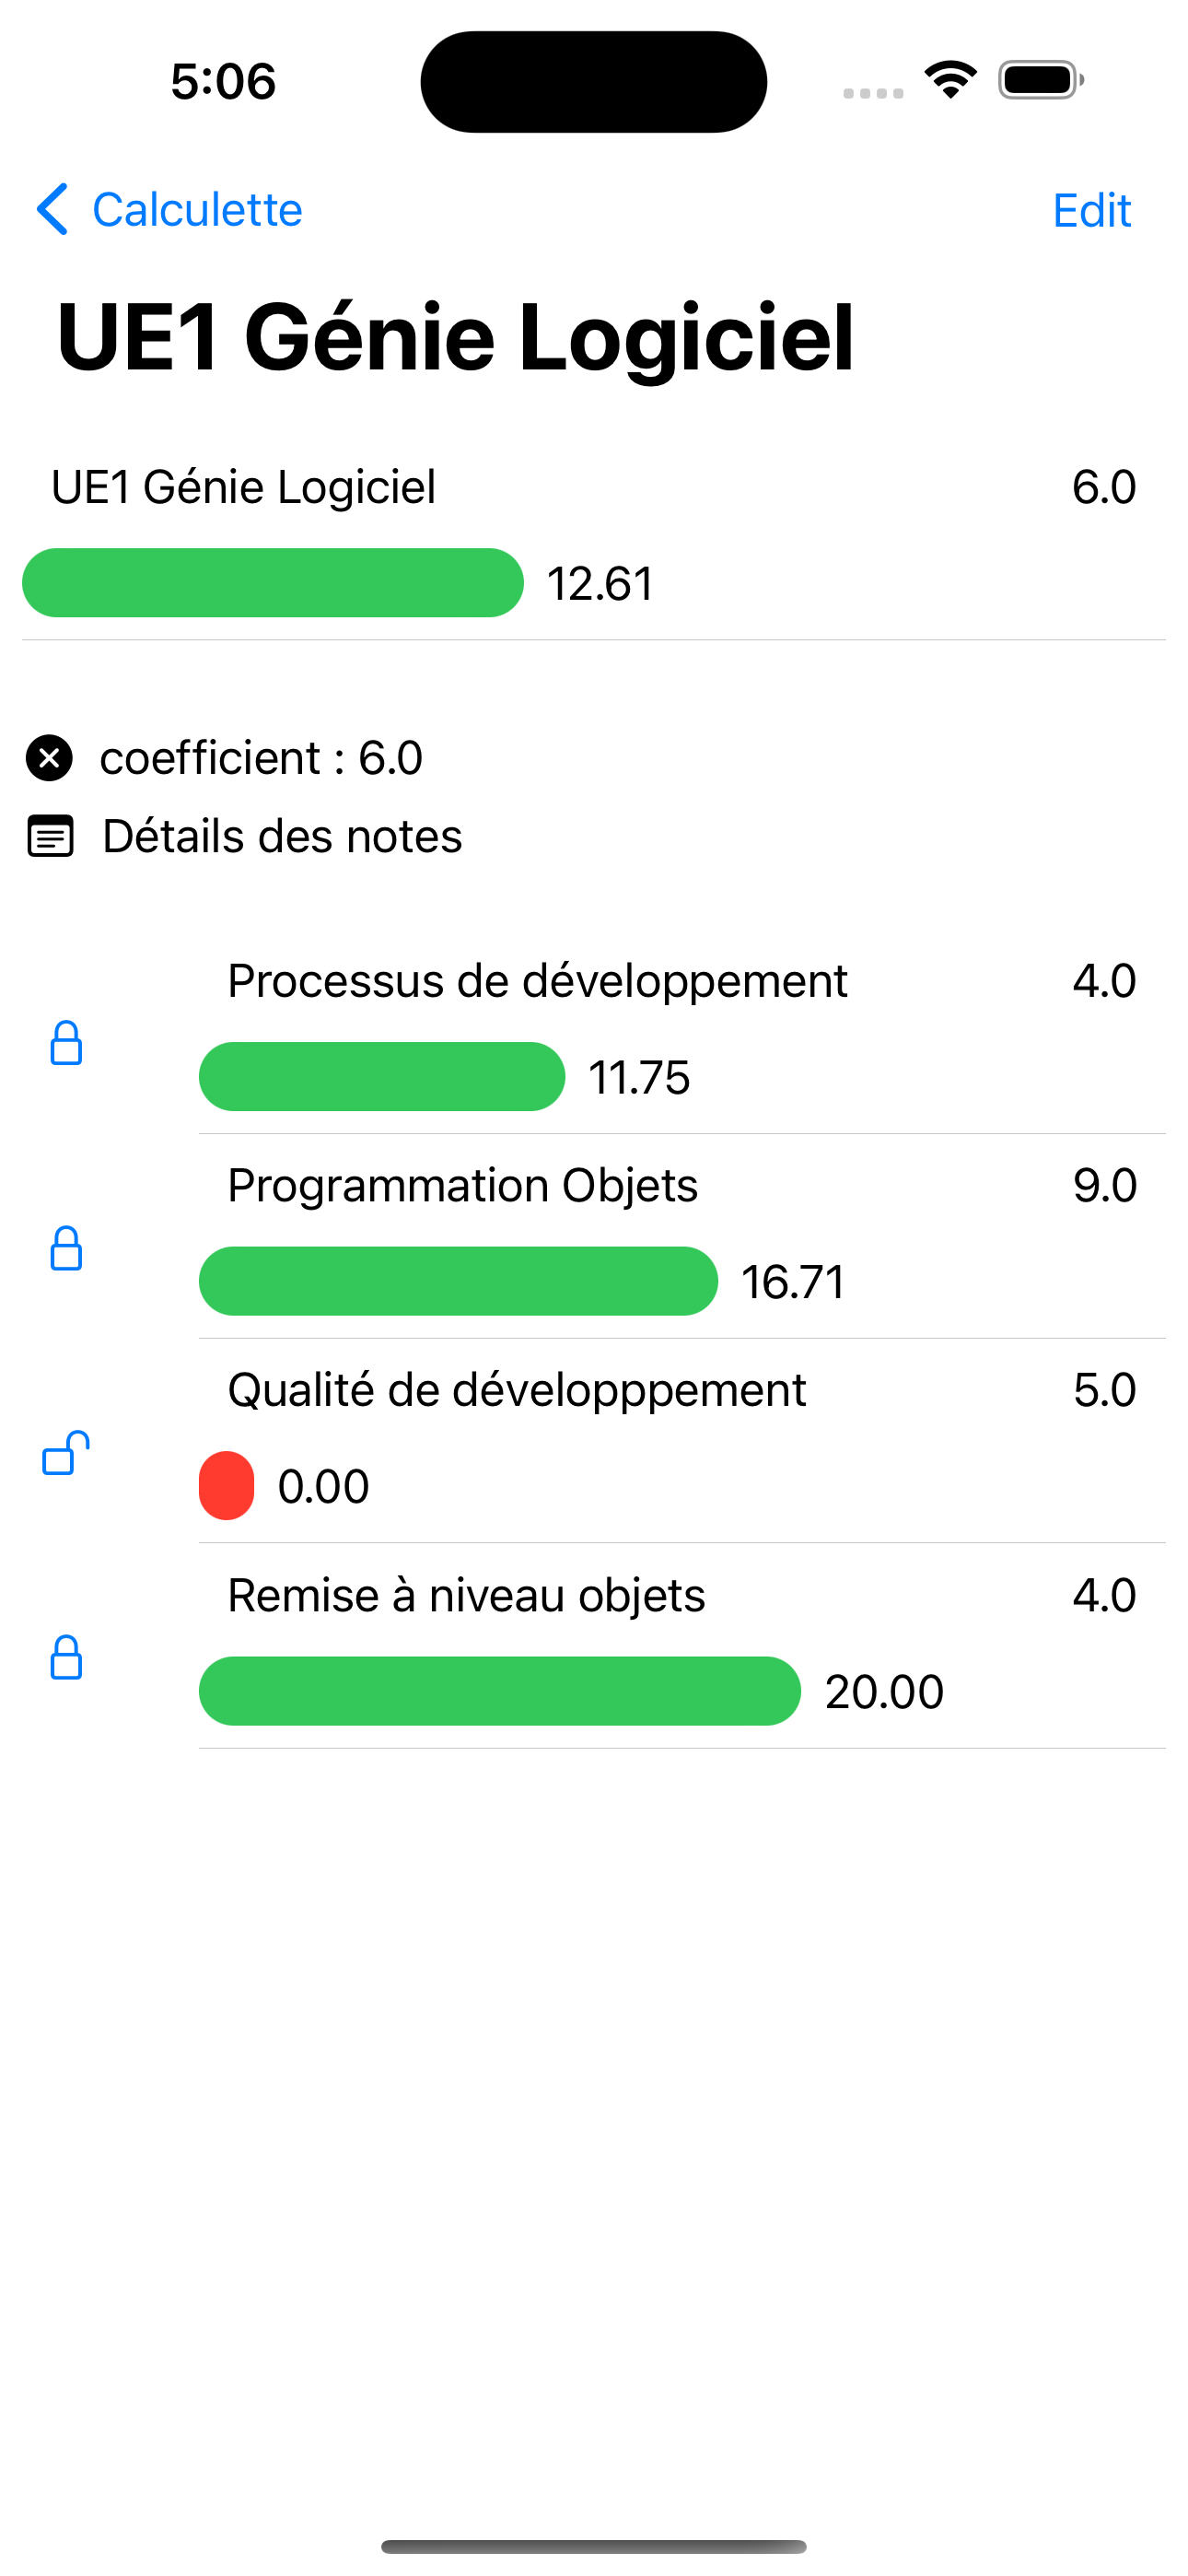 5:06
Calculette
Edit
UE1 Génie Logiciel
UE1 Génie Logiciel 6.0
12.61
coefficient : 6.0
Détails des notes
Processus de développement 4.0
11.75
Programmation Objets 9.0
16.71
Qualité de développpement 5.0
0.00
Remise à niveau objets 4.0
20.00